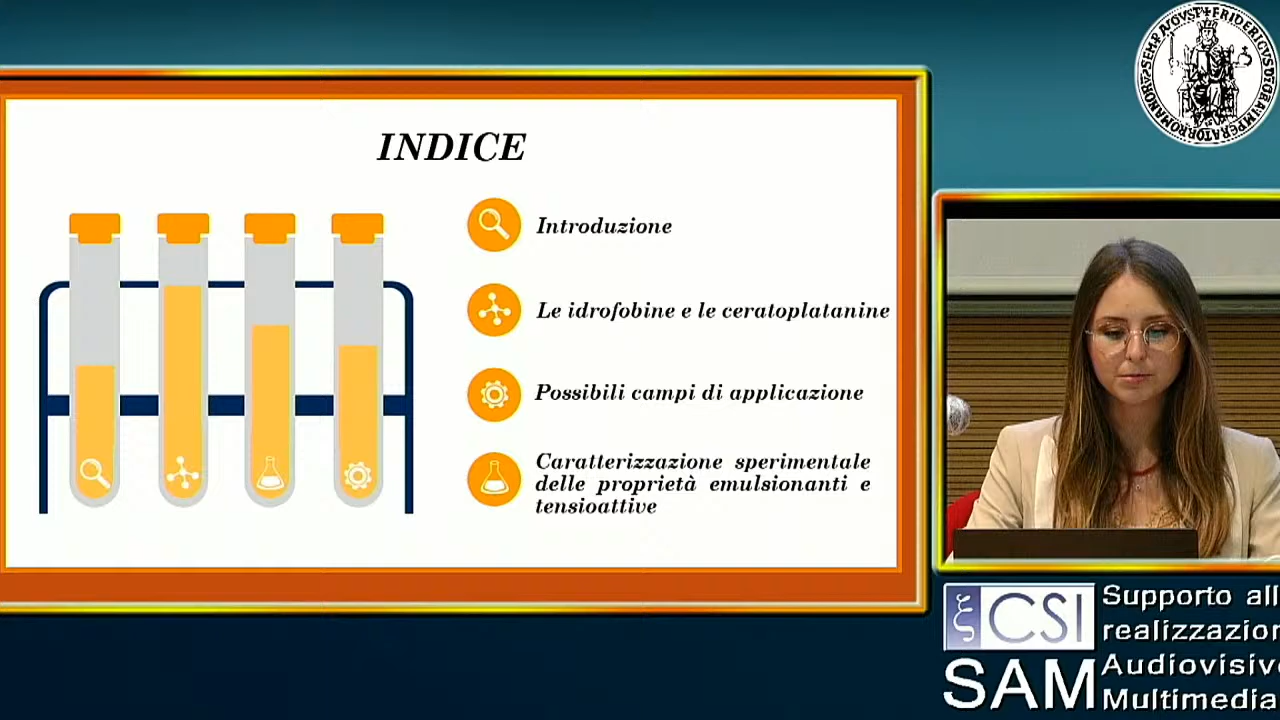 INDICE
Introduzione
Le idrofobine e le ceratoplatanine
Possibili campi di applicazione
Caratterizzazione sperimentale
delle proprietà emulsionanti e
tensioattive
ξ CSI
SAM
Supporto all
realizzazion
Audiovisiv
Multimedia